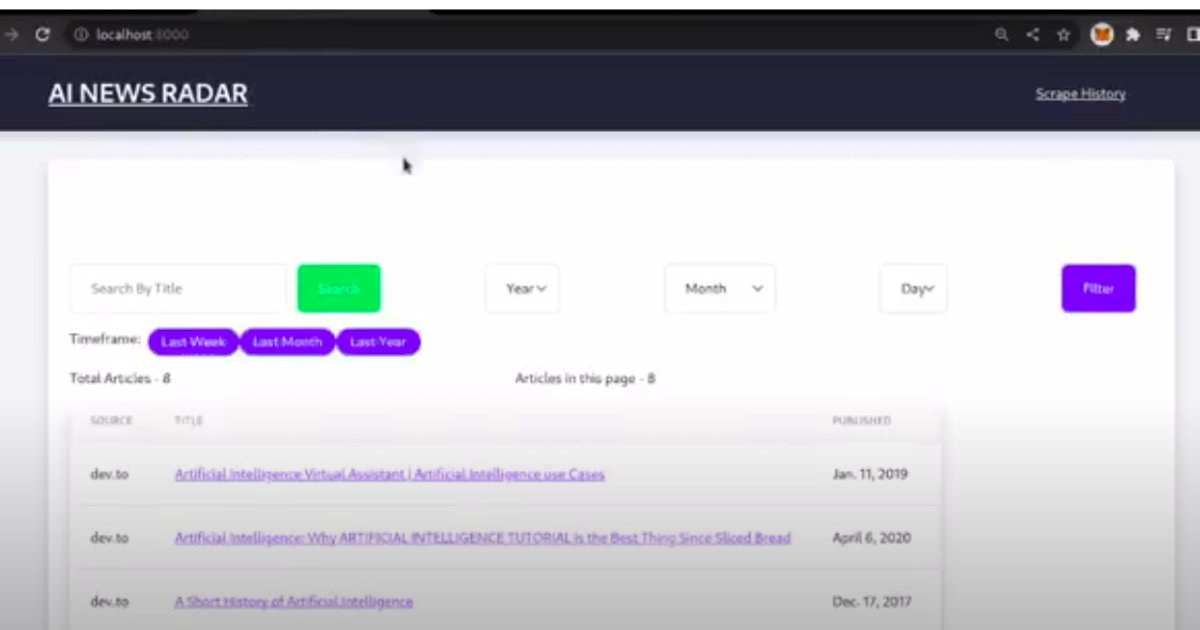 localhost:8000
AI NEWS RADAR
Scrape History
Search By Title
Search
Year
Month
Day
Filter
Timeframe: Last Week Last Month Last Year
Total Articles - 8 Articles in this page - 8
SOURCE TITLE PUBLISHED
dev.to Artificial Intelligence Virtual Assistant | Artificial Intelligence use Cases Jan. 11, 2019
dev.to Artificial Intelligence: Why ARTIFICIAL INTELLIGENCE TUTORIAL is the Best Thing Since Sliced Bread April 6, 2020
dev.to A Short History of Artificial Intelligence Dec. 17, 2017